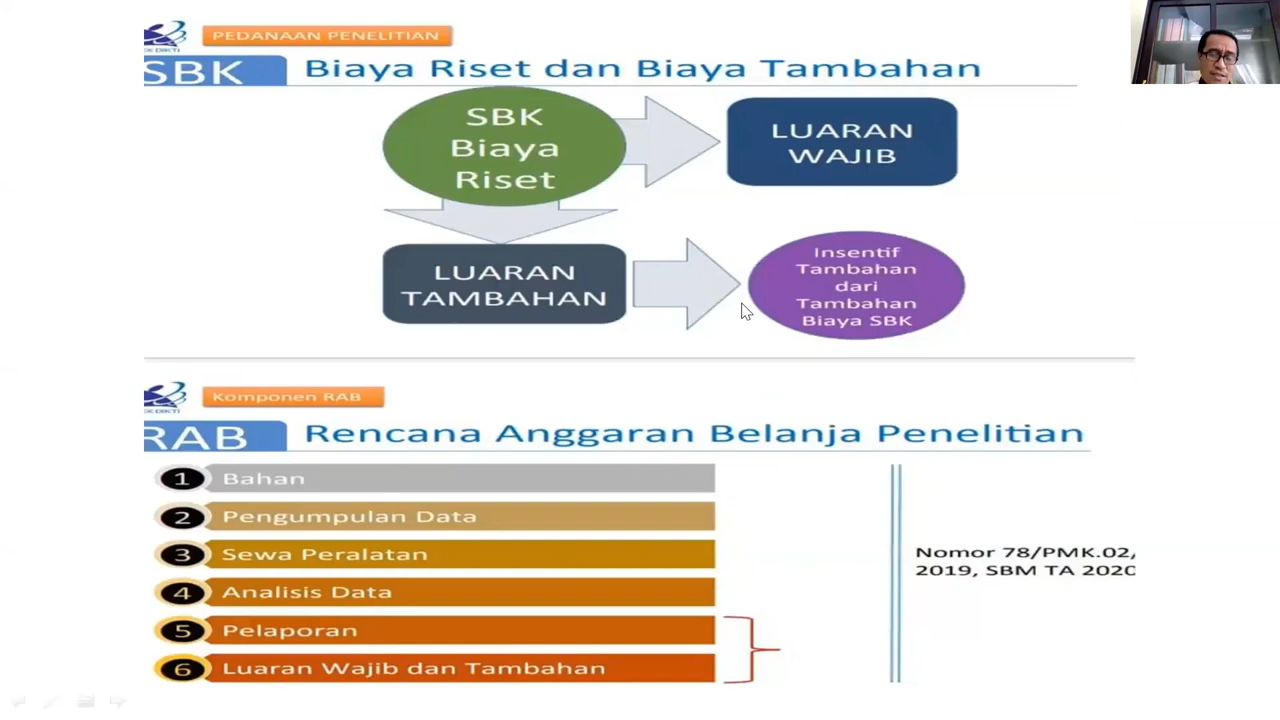 PEDANAAN PENELITIAN
SBK
Biaya Riset dan Biaya Tambahan
SBK
Biaya
Riset
LUARAN
WAJIB
LUARAN
TAMBAHAN
Insentif
Tambahan
dari
Tambahan
Biaya SBK
Komponen RAB
RAB
Rencana Anggaran Belanja Penelitian
1 Bahan
2 Pengumpulan Data
3 Sewa Peralatan
4 Analisis Data
5 Pelaporan
6 Luaran Wajib dan Tambahan
Nomor 78/PMK.02,
2019, SBM TA 2020